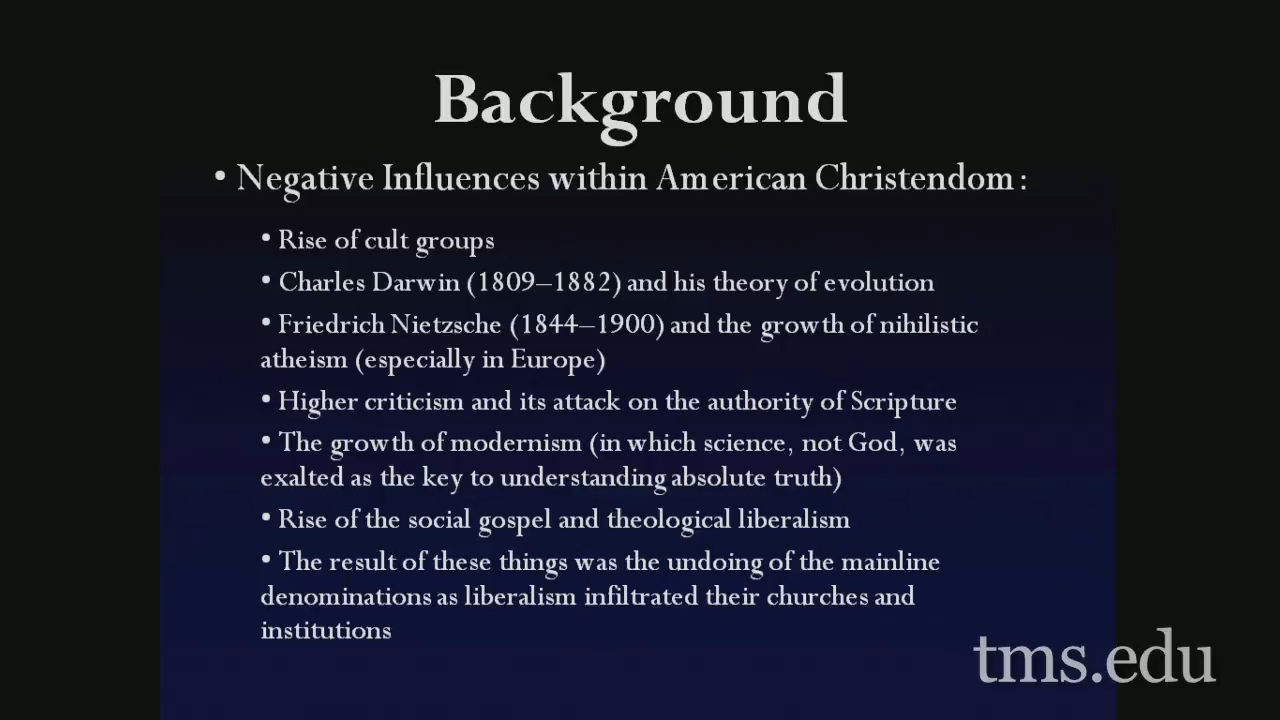 Background
• Negative Influences within American Christendom:
• Rise of cult groups
• Charles Darwin (1809–1882) and his theory of evolution
• Friedrich Nietzsche (1844–1900) and the growth of nihilistic
atheism (especially in Europe)
• Higher criticism and its attack on the authority of Scripture
• The growth of modernism (in which science, not God, was
exalted as the key to understanding absolute truth)
• Rise of the social gospel and theological liberalism
• The result of these things was the undoing of the mainline
denominations as liberalism infiltrated their churches and
institutions
tms.edu